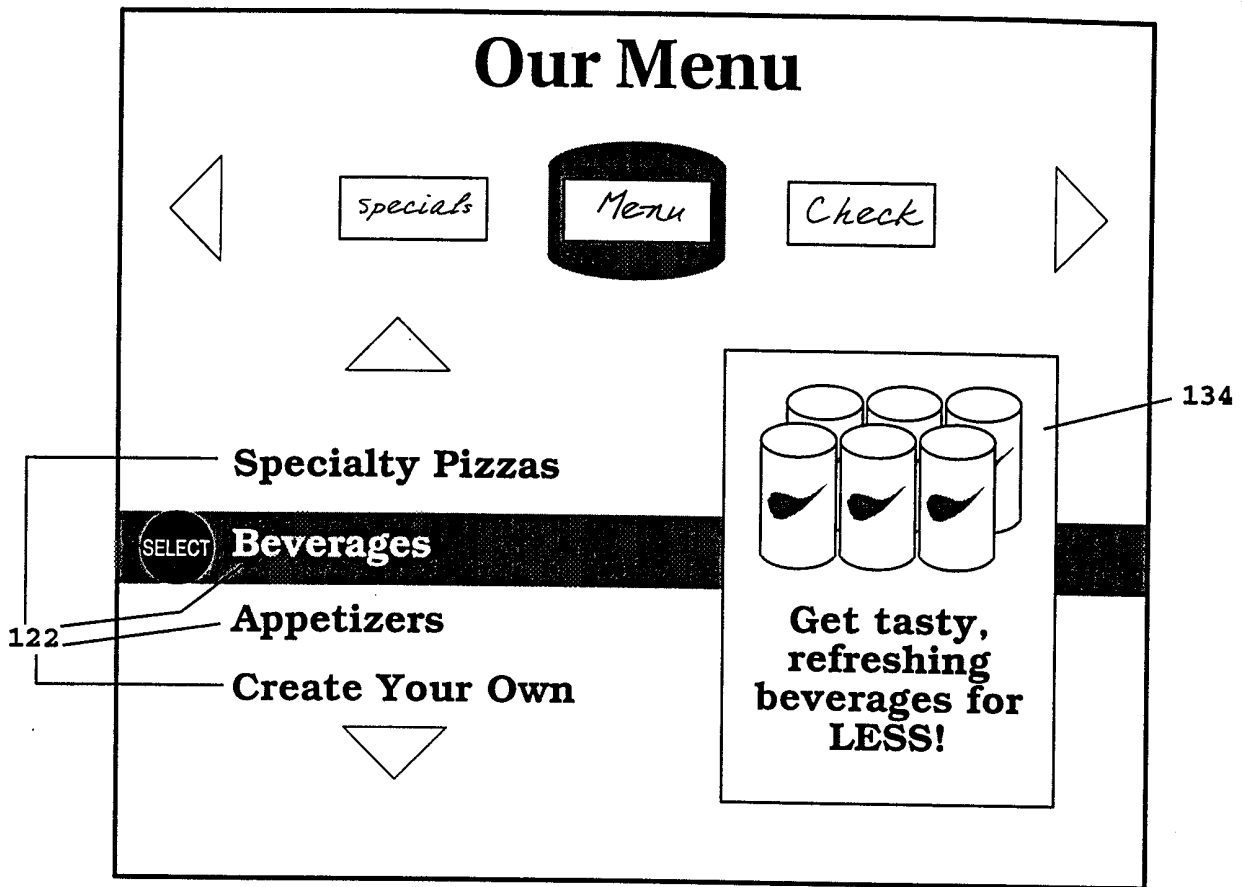 Our Menu
specials Menu Check
134
Specialty Pizzas
SELECT Beverages
Appetizers
122
Create Your Own
Get tasty,
refreshing
beverages for
LESS!